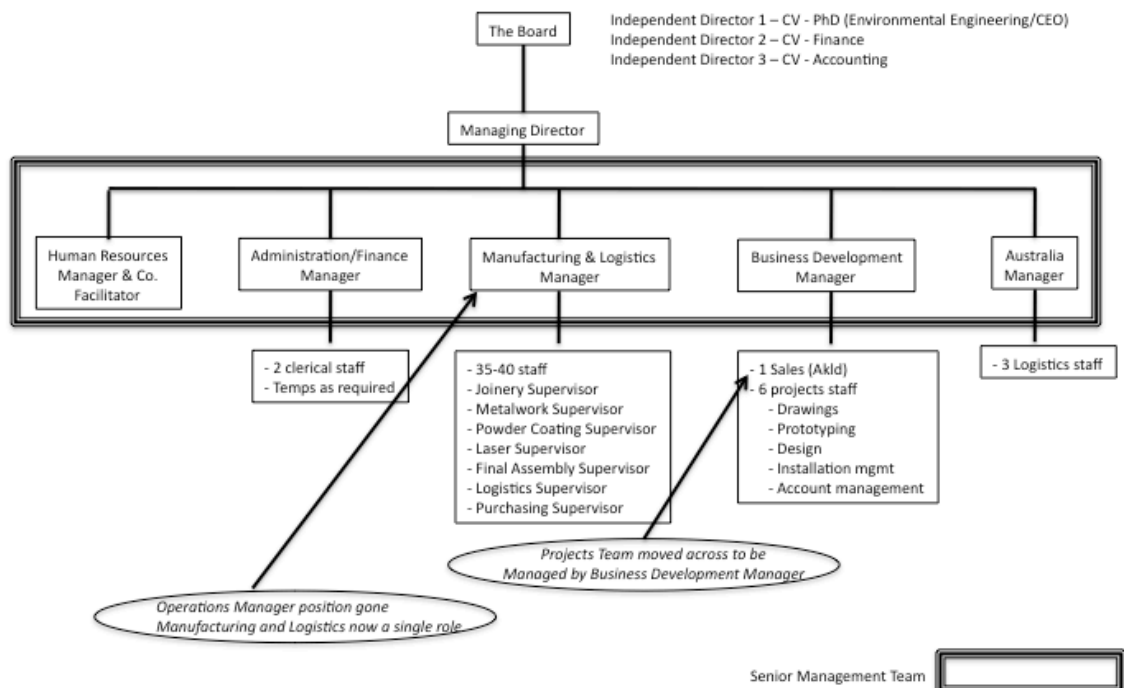 The Board
Independent Director 1 – CV - PhD (Environmental Engineering/CEO)
Independent Director 2 – CV - Finance
Independent Director 3 – CV - Accounting
Managing Director
Human Resources
Manager & Co.
Facilitator
Administration/Finance
Manager
Manufacturing & Logistics
Manager
Business Development
Manager
Australia
Manager
- 2 clerical staff
- Temps as required
- 35-40 staff
- Joinery Supervisor
- Metalwork Supervisor
- Powder Coating Supervisor
- Laser Supervisor
- Final Assembly Supervisor
- Logistics Supervisor
- Purchasing Supervisor
- 1 Sales (Akld)
- 6 projects staff
- Drawings
- Prototyping
- Design
- Installation mgmt
- Account management
- 3 Logistics staff
Projects Team moved across to be
Managed by Business Development Manager
Operations Manager position gone
Manufacturing and Logistics now a single role
Senior Management Team